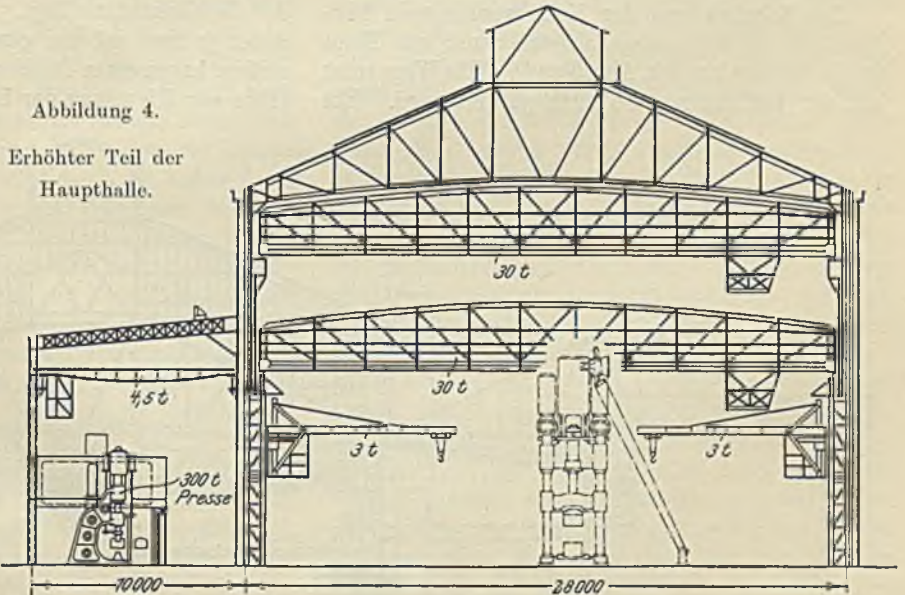 Abbildung 4.
Erhöhter Teil der
Haupthalle.
30 t
30 t
4,5 t
3 t
3 t
300 t
Presse
10000
28000